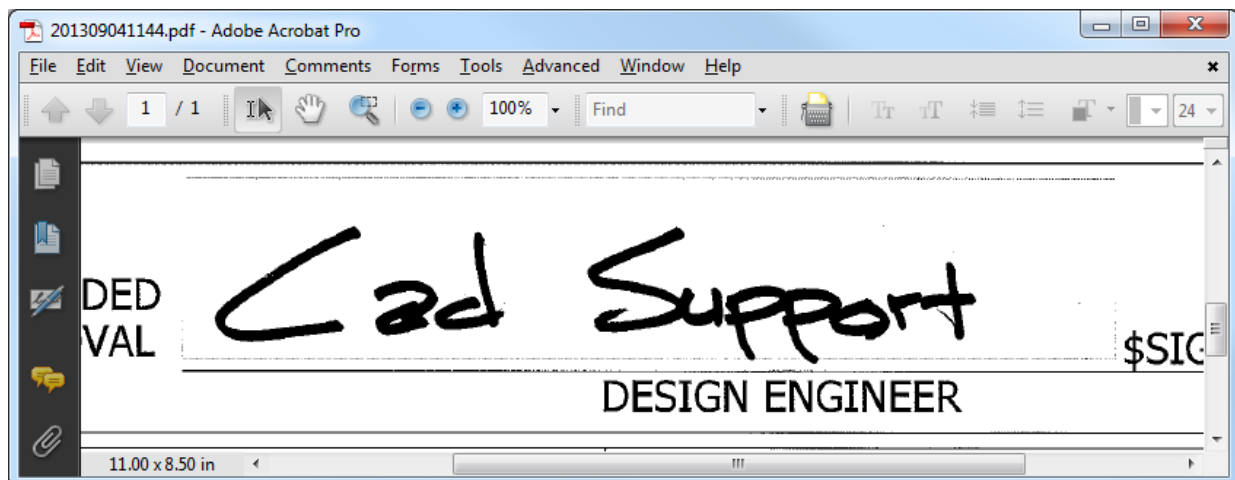 201309041144.pdf - Adobe Acrobat Pro
File Edit View Document Comments Forms Tools Advanced Window Help
1 / 1 100% Find 24
DED
VAL
Cad Support
$SIG
DESIGN ENGINEER
11.00 x 8.50 in